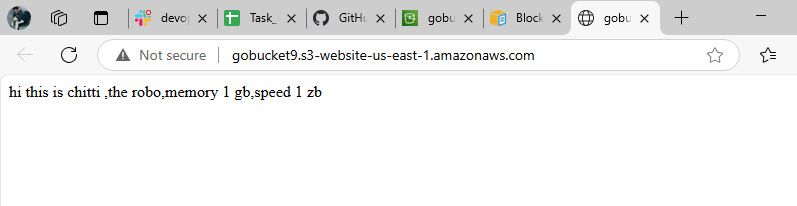 devop
Task_
GitHu
gobu
Block
gobu
Not secure
gobucket9.s3-website-us-east-1.amazonaws.com
hi this is chitti ,the robo,memory 1 gb,speed 1 zb